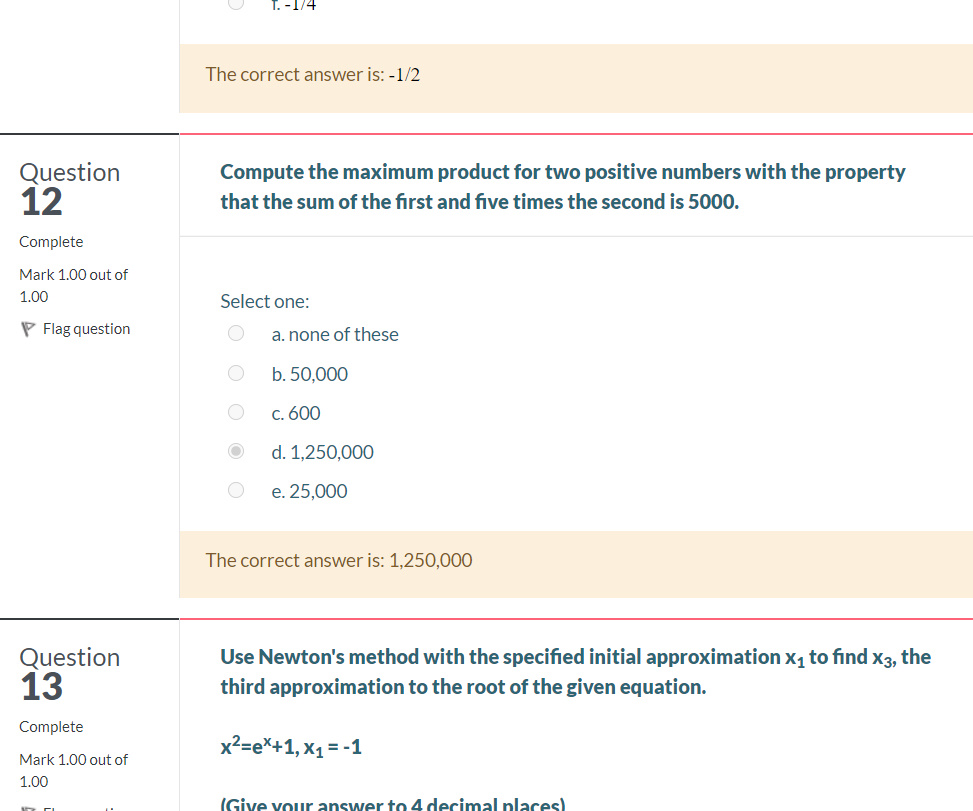 f. -1/4
The correct answer is: -1/2
Question
12
Complete
Mark 1.00 out of
1.00
Flag question
Compute the maximum product for two positive numbers with the property
that the sum of the first and five times the second is 5000.
Select one:
a. none of these
b. 50,000
c. 600
d. 1,250,000
e. 25,000
The correct answer is: 1,250,000
Question
13
Complete
Mark 1.00 out of
1.00
Use Newton's method with the specified initial approximation x₁ to find x₃, the
third approximation to the root of the given equation.
x²=eˣ+1, x₁ = -1
(Give your answer to 4 decimal places)